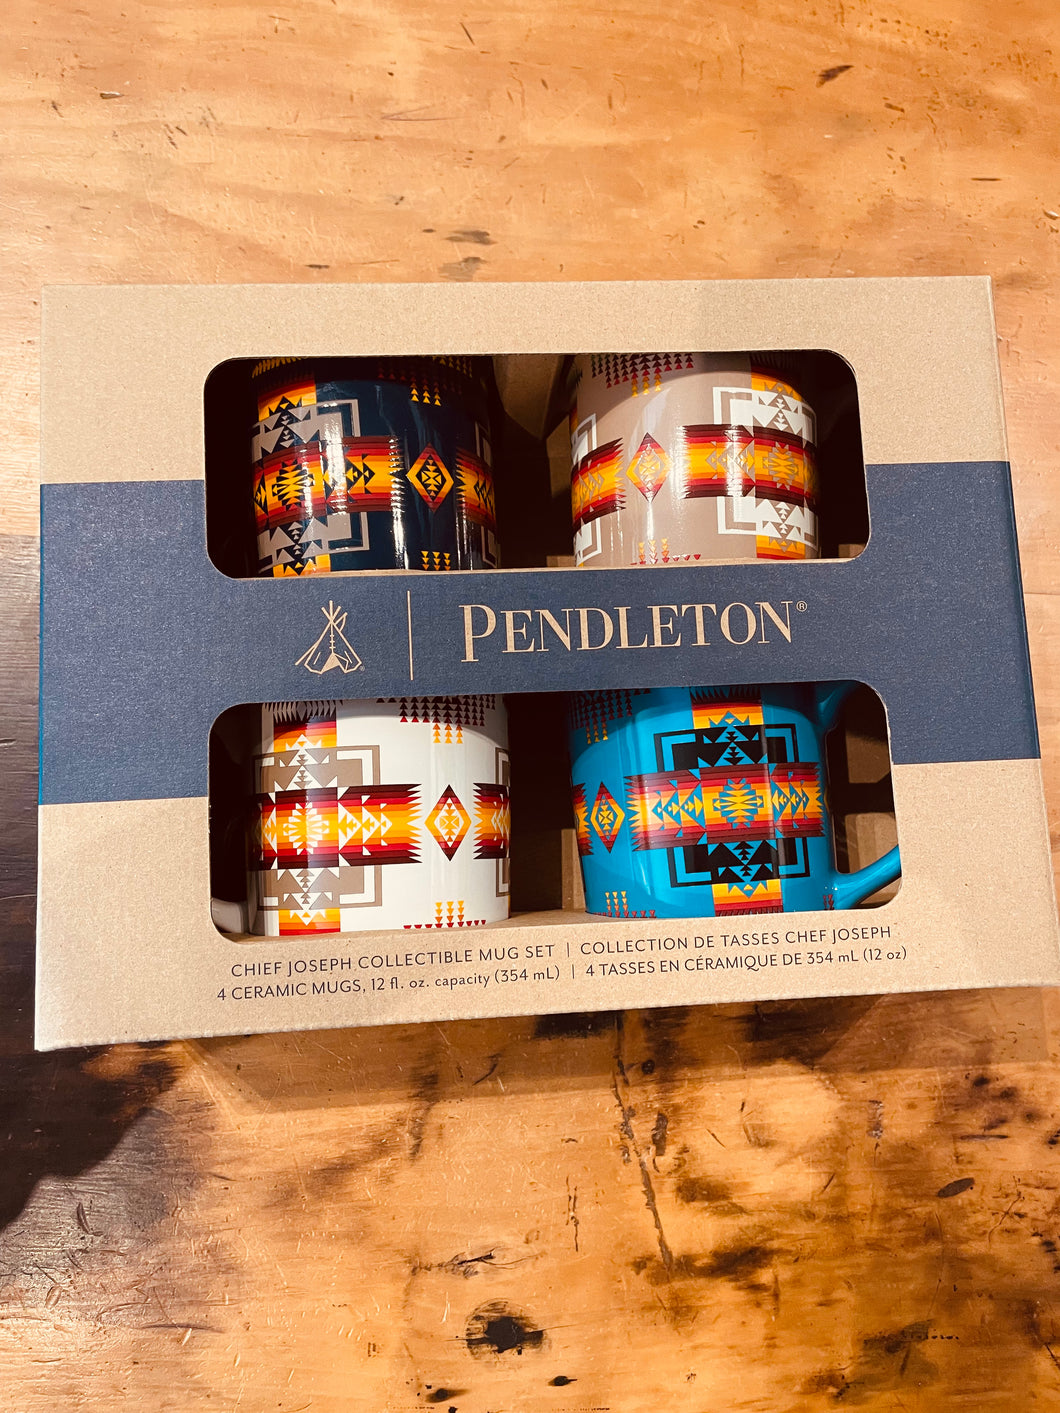 PENDLETON®
CHIEF JOSEPH COLLECTIBLE MUG SET | COLLECTION DE TASSES CHEF JOSEPH
4 CERAMIC MUGS, 12 fl. oz. capacity (354 mL) | 4 TASSES EN CÉRAMIQUE DE 354 mL (12 oz)